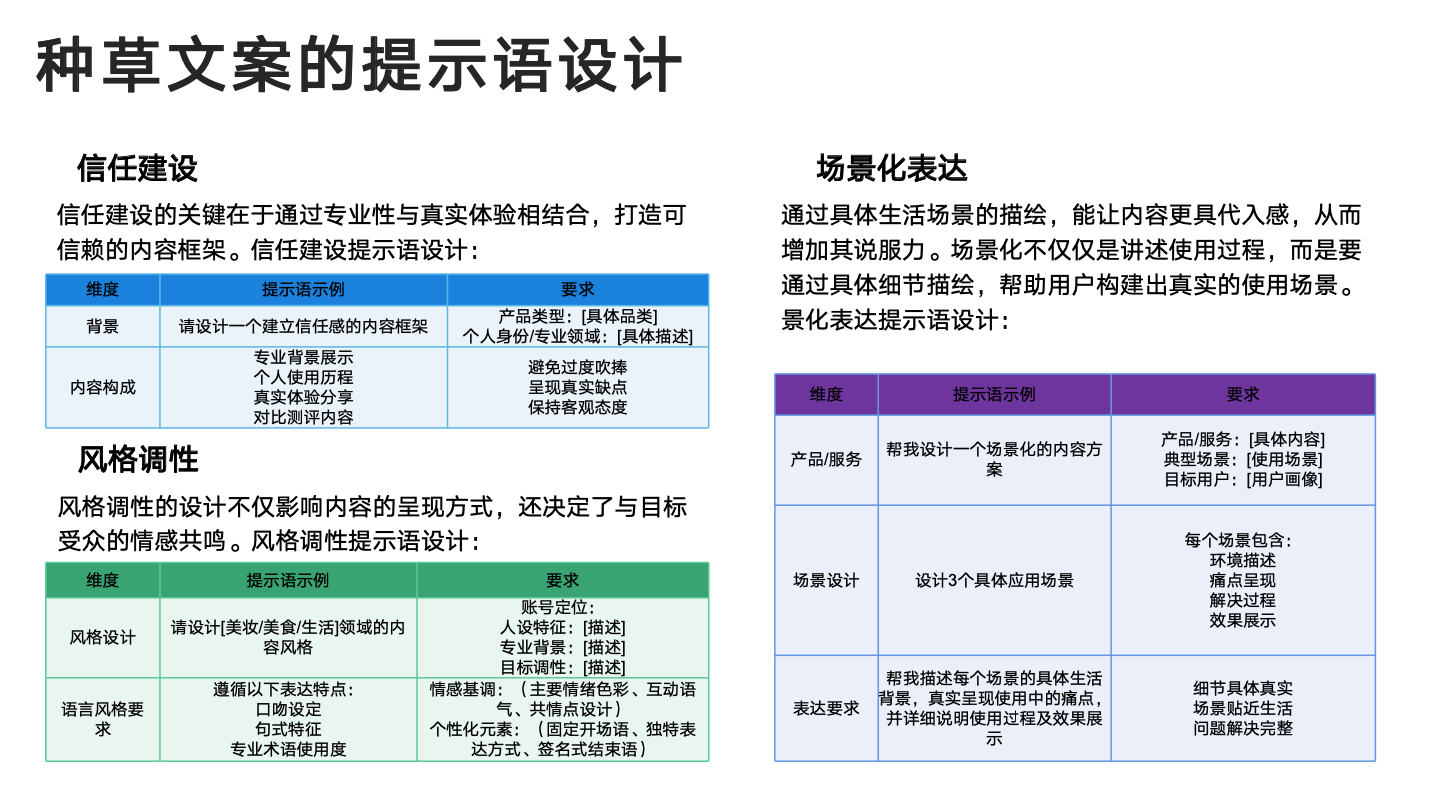 种草文案的提示语设计
信任建设
信任建设的关键在于通过专业性与真实体验相结合，打造可
信赖的内容框架。信任建设提示语设计：
维度 提示语示例 要求
背景 请设计一个建立信任感的内容框架 产品类型：[具体品类]
个人身份/专业领域：[具体描述]
内容构成
专业背景展示
个人使用历程
真实体验分享
对比测评内容
避免过度吹捧
呈现真实缺点
保持客观态度
风格调性
风格调性的设计不仅影响内容的呈现方式，还决定了与目标
受众的情感共鸣。风格调性提示语设计：
维度 提示语示例 要求
风格设计
请设计[美妆/美食/生活]领域的内
容风格
账号定位：
人设特征：[描述]
专业背景：[描述]
目标调性：[描述]
语言风格要
求
遵循以下表达特点：
口吻设定
句式特征
专业术语使用度
情感基调：（主要情绪色彩、互动语
气、共情点设计）
个性化元素：（固定开场语、独特表
达方式、签名式结束语）
场景化表达
通过具体生活场景的描绘，能让内容更具代入感，从而
增加其说服力。场景化不仅仅是讲述使用过程，而是要
通过具体细节描绘，帮助用户构建出真实的使用场景。
景化表达提示语设计：
维度 提示语示例 要求
产品/服务
帮我设计一个场景化的内容方
案
产品/服务：[具体内容]
典型场景：[使用场景]
目标用户：[用户画像]
场景设计
设计3个具体应用场景
每个场景包含：
环境描述
痛点呈现
解决过程
效果展示
表达要求
帮我描述每个场景的具体生活
背景，真实呈现使用中的痛点，
并详细说明使用过程及效果展
示
细节具体真实
场景贴近生活
问题解决完整